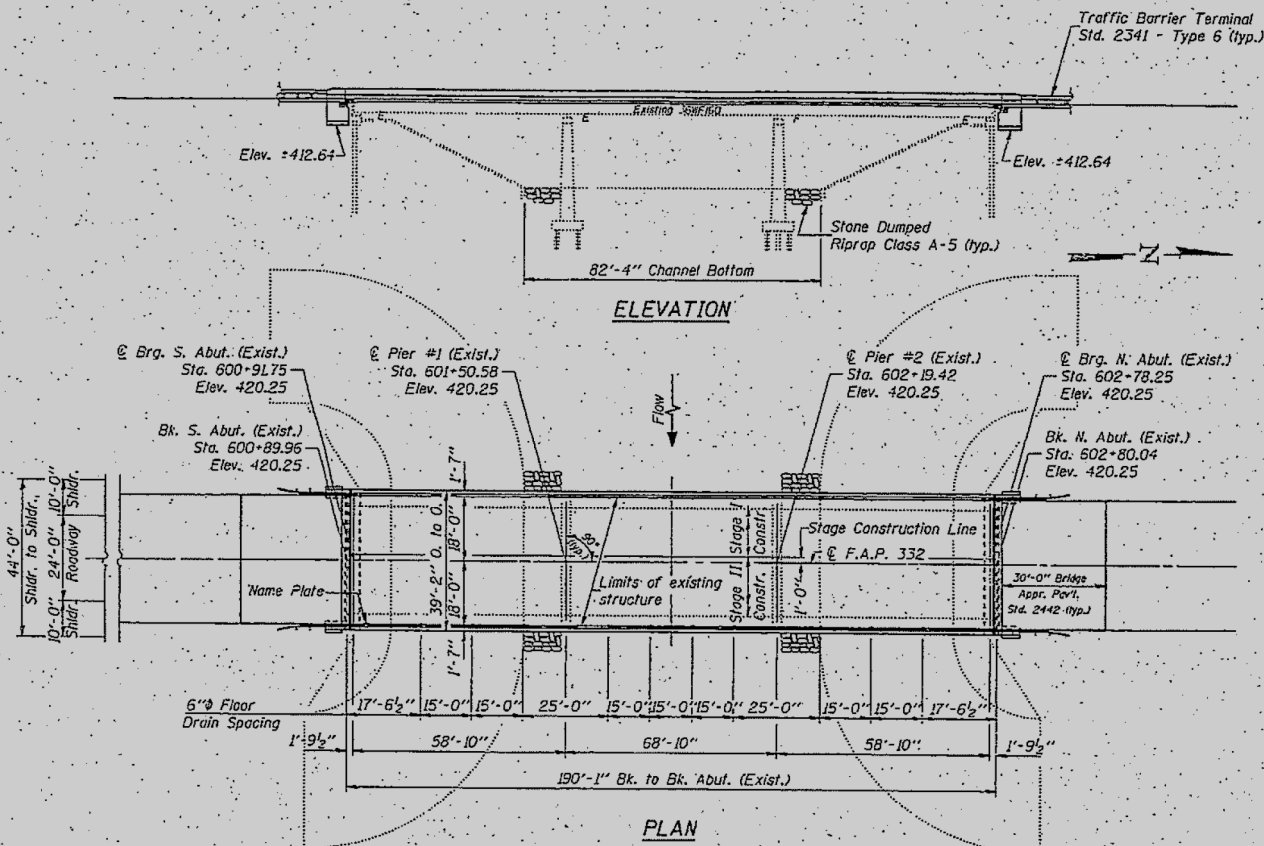 Traffic Barrier Terminal
Std. 2341 - Type 6 (typ.)
Existing 36WF160
E
E
F
E
Elev. ±412.64
Elev. ±412.64
Stone Dumped
Riprap Class A-5 (typ.)
82'-4" Channel Bottom
N
ELEVATION
℄ Brg. S. Abut. (Exist.)
Sta. 600+91.75
Elev. 420.25
℄ Pier #1 (Exist.)
Sta. 601+50.58
Elev. 420.25
Flow
℄ Pier #2 (Exist.)
Sta. 602+19.42
Elev. 420.25
℄ Brg. N. Abut. (Exist.)
Sta. 602+78.25
Elev. 420.25
Bk. S. Abut. (Exist.)
Sta. 600+89.96
Elev. 420.25
Bk. N. Abut. (Exist.)
Sta. 602+80.04
Elev. 420.25
44'-0"
Shldr. to Shldr.
10'-0"
Shldr.
24'-0"
Roadway
10'-0"
Shldr.
1'-7"
39'-2" O. to O.
18'-0"
18'-0"
1'-7"
90°
(typ.)
Stage I
Constr.
Stage II
Constr.
Stage Construction Line
℄ F.A.P. 332
1'-0"
Name Plate
Limits of existing
structure
30'-0" Bridge
Appr. Pav't.
Std. 2442 (typ.)
6"ϕ Floor
Drain Spacing
17'-6½" 15'-0" 15'-0" 25'-0" 15'-0" 15'-0" 15'-0" 25'-0" 15'-0" 15'-0" 17'-6½"
1'-9½" 58'-10" 68'-10" 58'-10" 1'-9½"
190'-1" Bk. to Bk. Abut. (Exist.)
PLAN